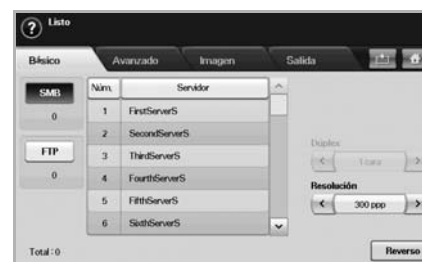 ? Listo
Básico Avanzado Imagen Salida
SMB
0
FTP
0
Núm. Servidor
1 FirstServerS
2 SecondServerS
3 ThirdServerS
4 FourthServerS
5 FifthServerS
6 SixthServerS
Dúplex
< 1 cara >
Resolución
< 300 ppp >
Total : 0
Reverso